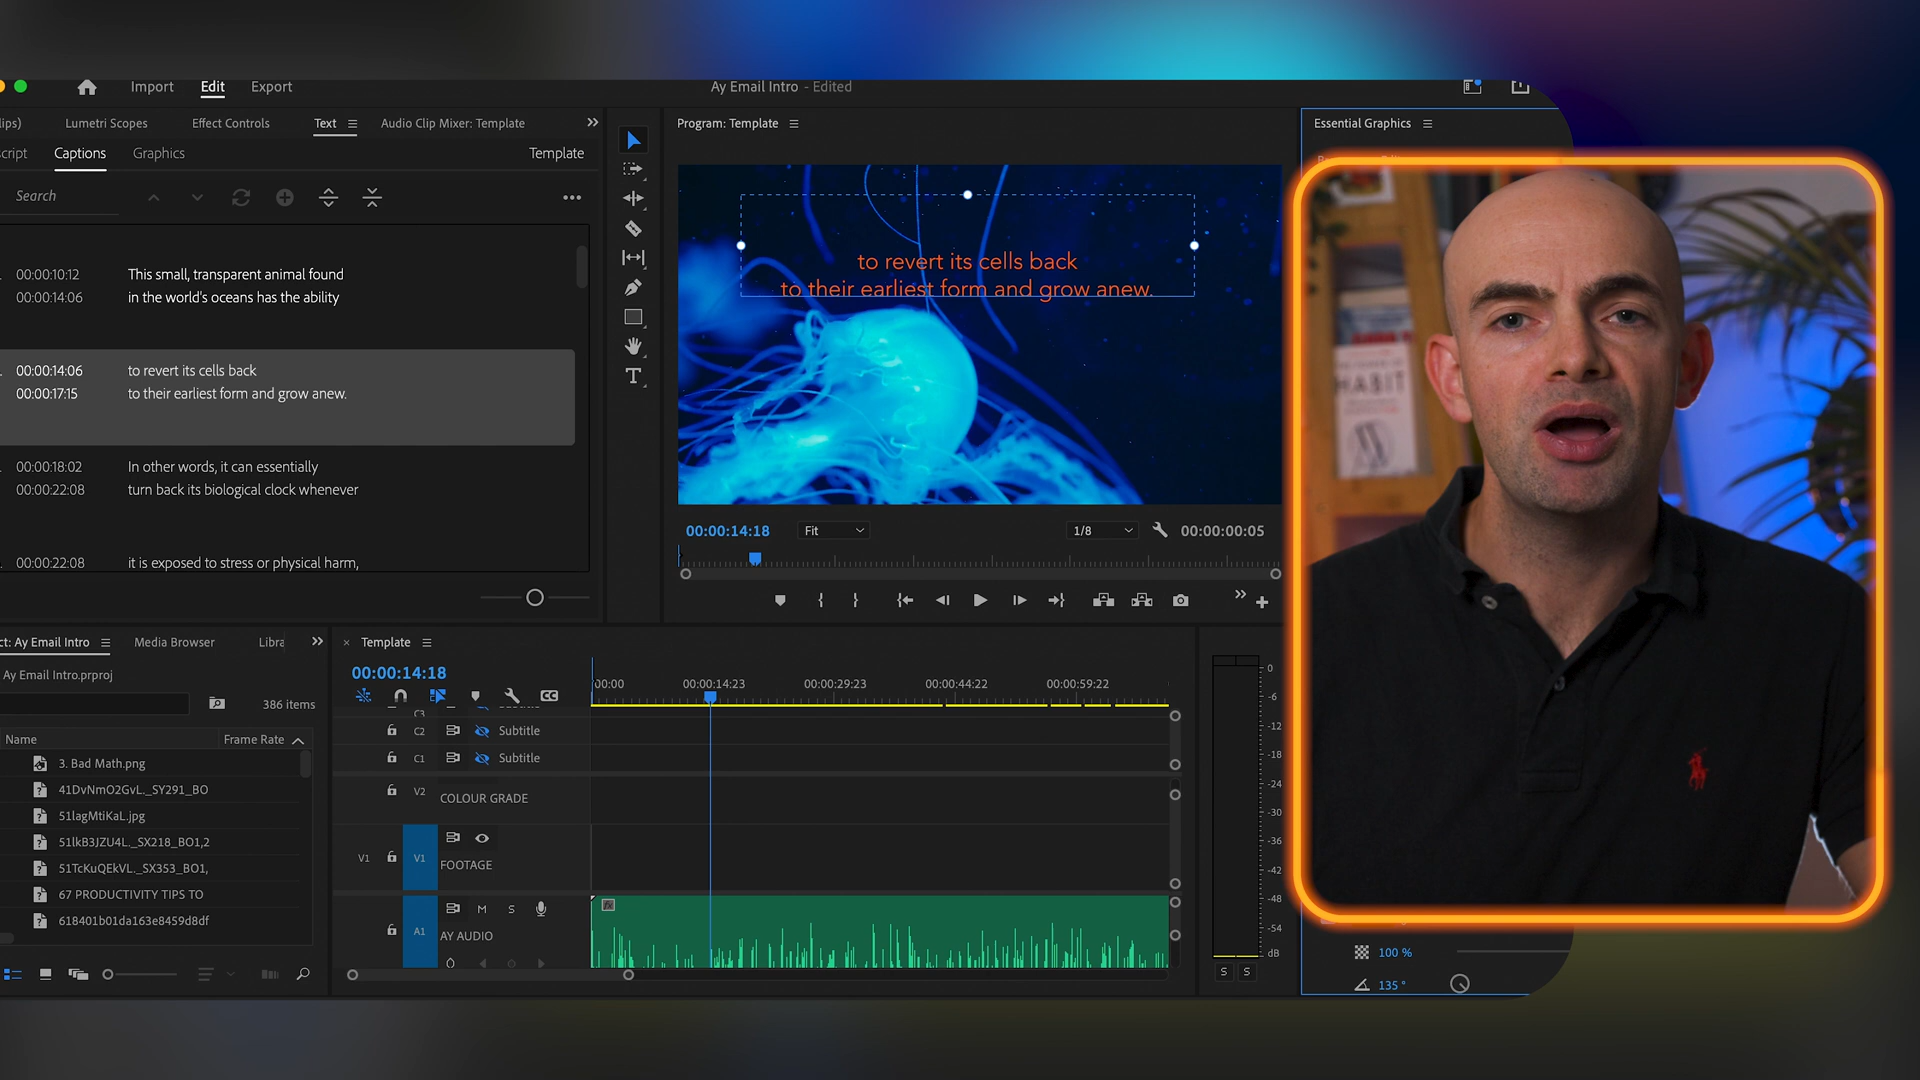 Import Edit Export
Ay Email Intro - Edited
lips) Lumetri Scopes Effect Controls Text Audio Clip Mixer: Template
cript Captions Graphics Template
Search
00:00:10:12 This small, transparent animal found
00:00:14:06 in the world's oceans has the ability
00:00:14:06 to revert its cells back
00:00:17:15 to their earliest form and grow anew.
00:00:18:02 In other words, it can essentially
00:00:22:08 turn back its biological clock whenever
00:00:22:08 it is exposed to stress or physical harm,
Program: Template
to revert its cells back
to their earliest form and grow anew.
00:00:14:18 Fit 1/8 00:00:00:05
Essential Graphics
HABIT
ct: Ay Email Intro Media Browser Libra
Ay Email Intro.prproj
386 items
Name Frame Rate
3. Bad Math.png
41DvNmO2GvL._SY291_BO
51lagMtiKaL.jpg
51lkB3JZU4L._SX218_BO1,2
51TcKuQEkVL._SX353_BO1,
67 PRODUCTIVITY TIPS TO
618401b01da163e8459d8df
Template
00:00:14:18
CC
:00:00 00:00:14:23 00:00:29:23 00:00:44:22 00:00:59:22
C3
C2 Subtitle
C1 Subtitle
V2 COLOUR GRADE
V1 V1 FOOTAGE
M S
A1 AY AUDIO
fx
0
-6
-12
-18
-24
-30
-36
-42
-48
-54
dB
S S
100 %
135 °